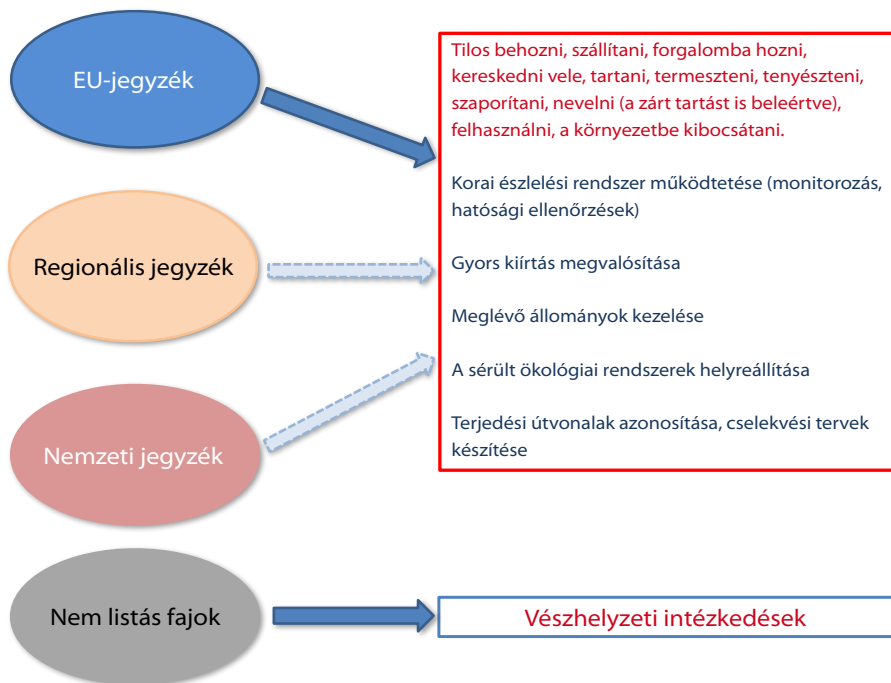 EU-jegyzék
Tilos behozni, szállítani, forgalomba hozni,
kereskedni vele, tartani, termeszteni, tenyészteni,
szaporítani, nevelni (a zárt tartást is beleértve),
felhasználni, a környezetbe kibocsátani.
Korai észlelési rendszer működtetése (monitorozás,
hatósági ellenőrzések)
Regionális jegyzék
Gyors kiírtás megvalósítása
Meglévő állományok kezelése
A sérült ökológiai rendszerek helyreállítása
Terjedési útvonalak azonosítása, cselekvési tervek
készítése
Nemzeti jegyzék
Nem listás fajok
Vészhelyzeti intézkedések